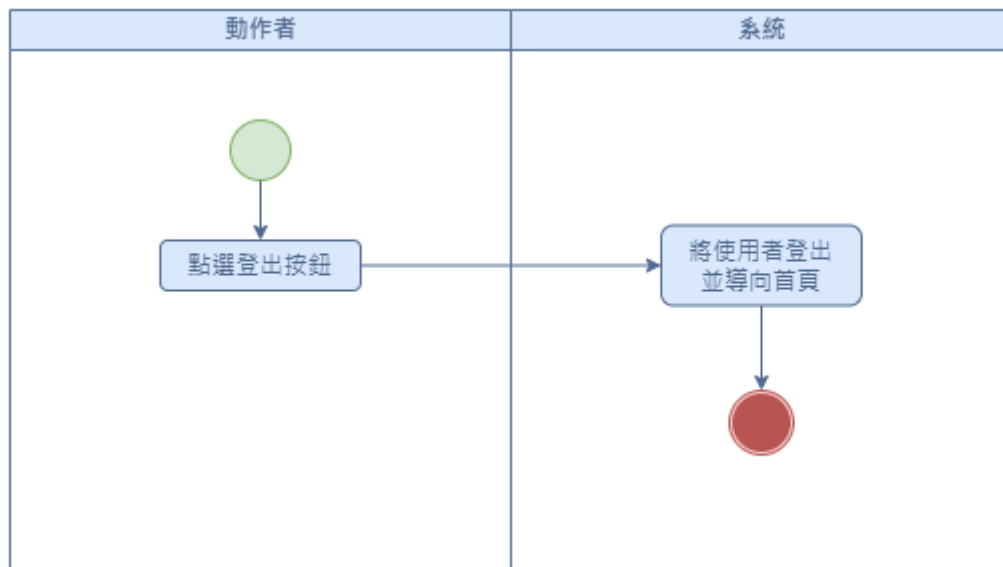 動作者
系統
點選登出按鈕
將使用者登出
並導向首頁